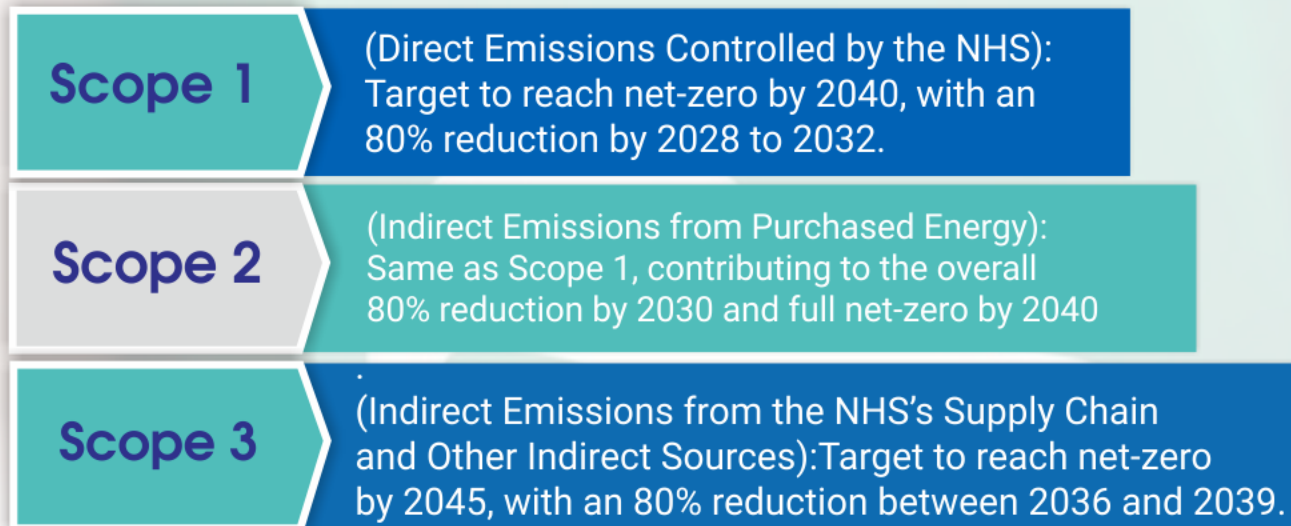 Scope 1
(Direct Emissions Controlled by the NHS):
Target to reach net-zero by 2040, with an
80% reduction by 2028 to 2032.
Scope 2
(Indirect Emissions from Purchased Energy):
Same as Scope 1, contributing to the overall
80% reduction by 2030 and full net-zero by 2040
Scope 3
.
(Indirect Emissions from the NHS’s Supply Chain
and Other Indirect Sources):Target to reach net-zero
by 2045, with an 80% reduction between 2036 and 2039.